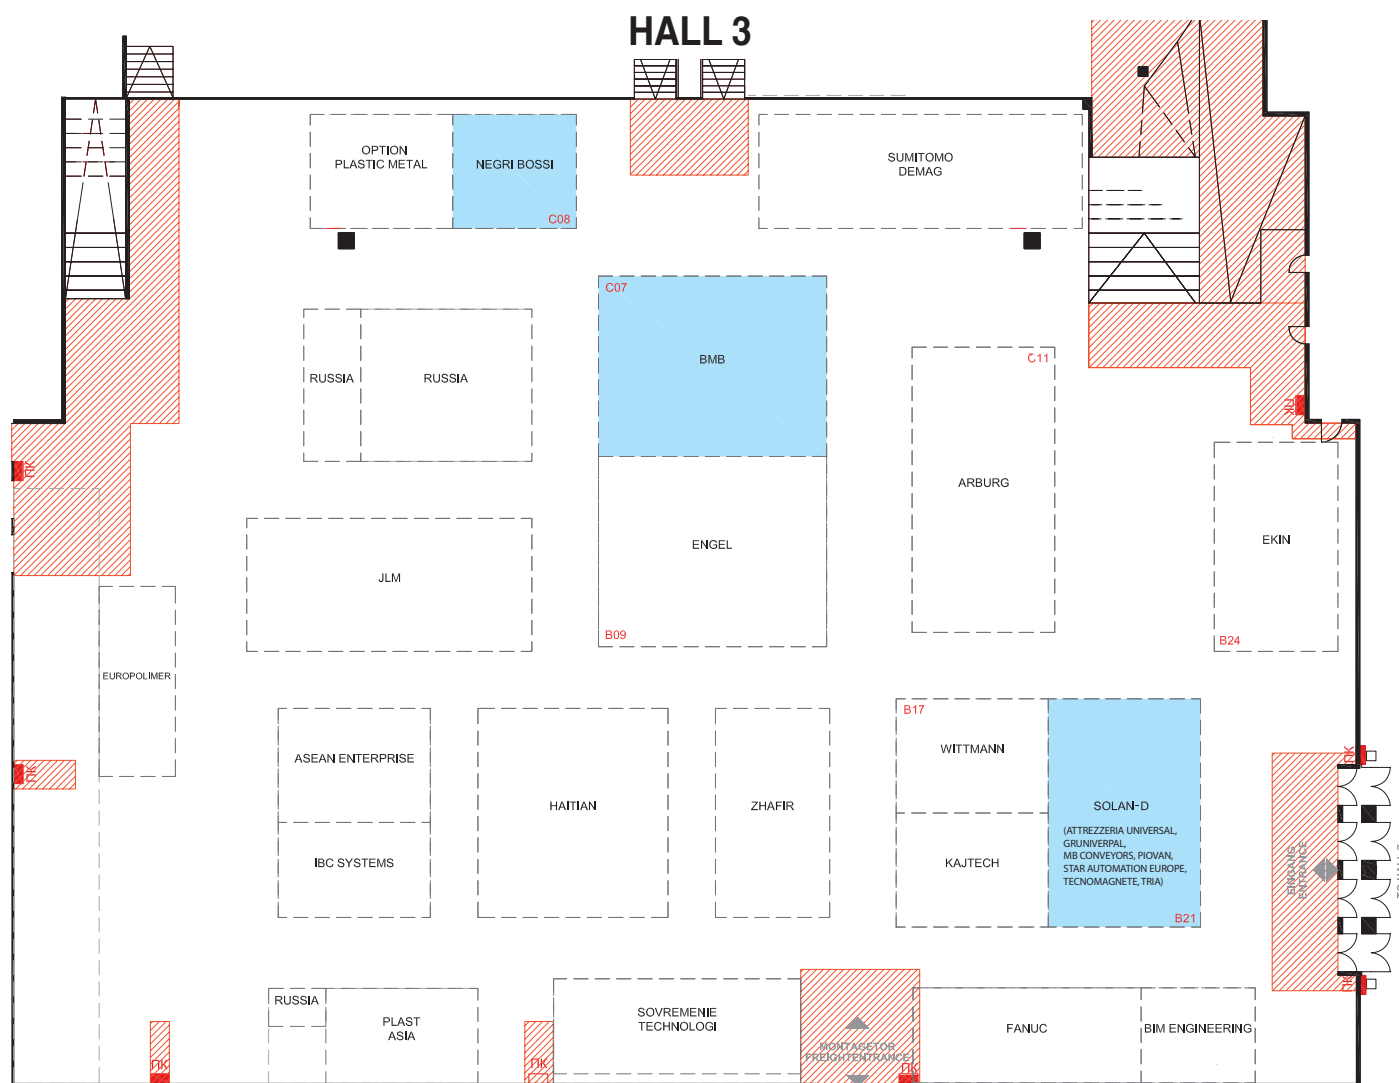 HALL 3
OPTION
PLASTIC METAL
NEGRI BOSSI
C08
SUMITOMO
DEMAG
C07
BMB
RUSSIA
RUSSIA
C11
ARBURG
ПК
ПК
ENGEL
B09
JLM
EKIN
B24
EUROPOLIMER
B17
WITTMANN
ASEAN ENTERPRISE
HAITIAN
ZHAFIR
SOLAN-D
(ATTREZZERIA UNIVERSAL,
GRUNIVERPAL,
MB CONVEYORS, PIOVAN,
STAR AUTOMATION EUROPE,
TECNOMAGNETE, TRIA)
B21
IBC SYSTEMS
KAJTECH
ПК
ПК
EINGANG
ENTRANCE
ПК
RUSSIA
PLAST
ASIA
SOVREMENIE
TECHNOLOGI
FANUC
BIM ENGINEERING
MONTAGETOR
FREIGHTENTRANCE
ПК
ПК
ПК